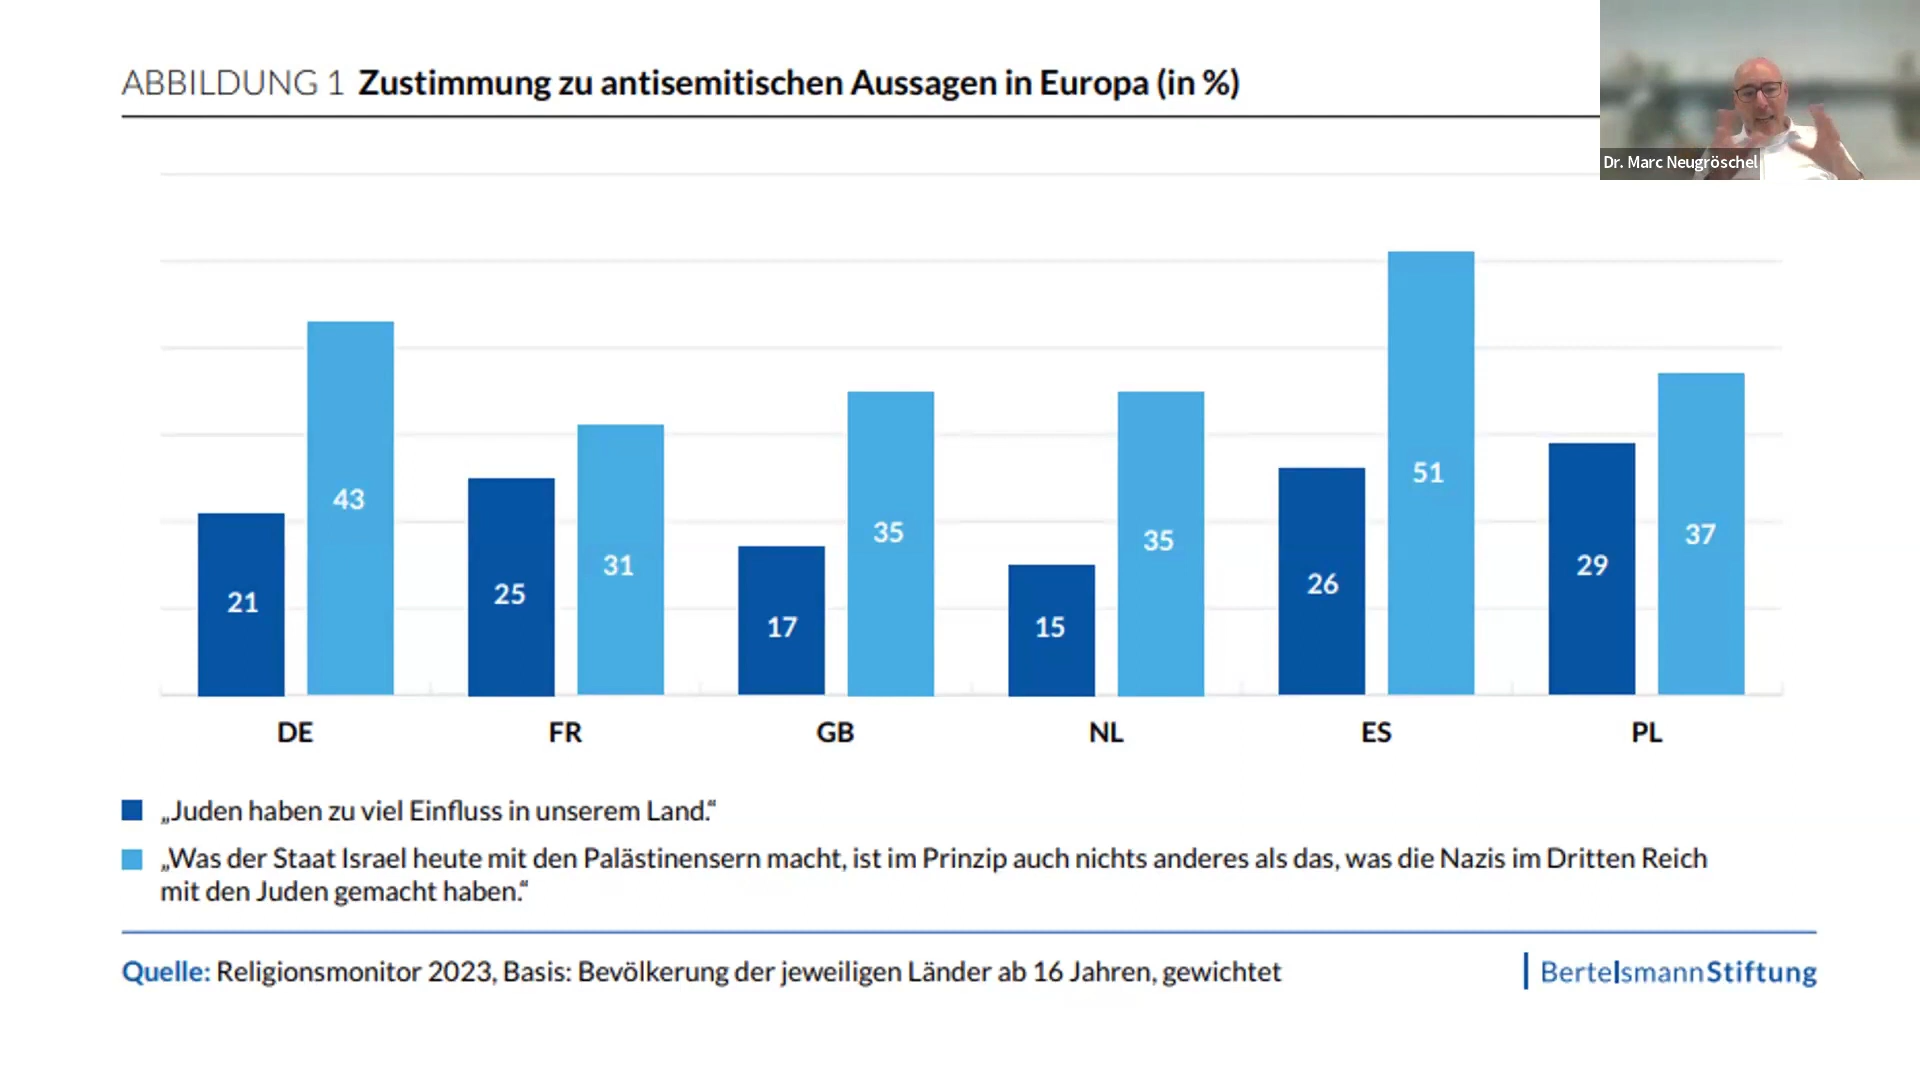 ABBILDUNG 1 Zustimmung zu antisemitischen Aussagen in Europa (in %)
Dr. Marc Neugröschel
21
43
25
31
17
35
15
35
26
51
29
37
DE
FR
GB
NL
ES
PL
„Juden haben zu viel Einfluss in unserem Land.“
„Was der Staat Israel heute mit den Palästinensern macht, ist im Prinzip auch nichts anderes als das, was die Nazis im Dritten Reich
mit den Juden gemacht haben.“
Quelle: Religionsmonitor 2023, Basis: Bevölkerung der jeweiligen Länder ab 16 Jahren, gewichtet
BertelsmannStiftung